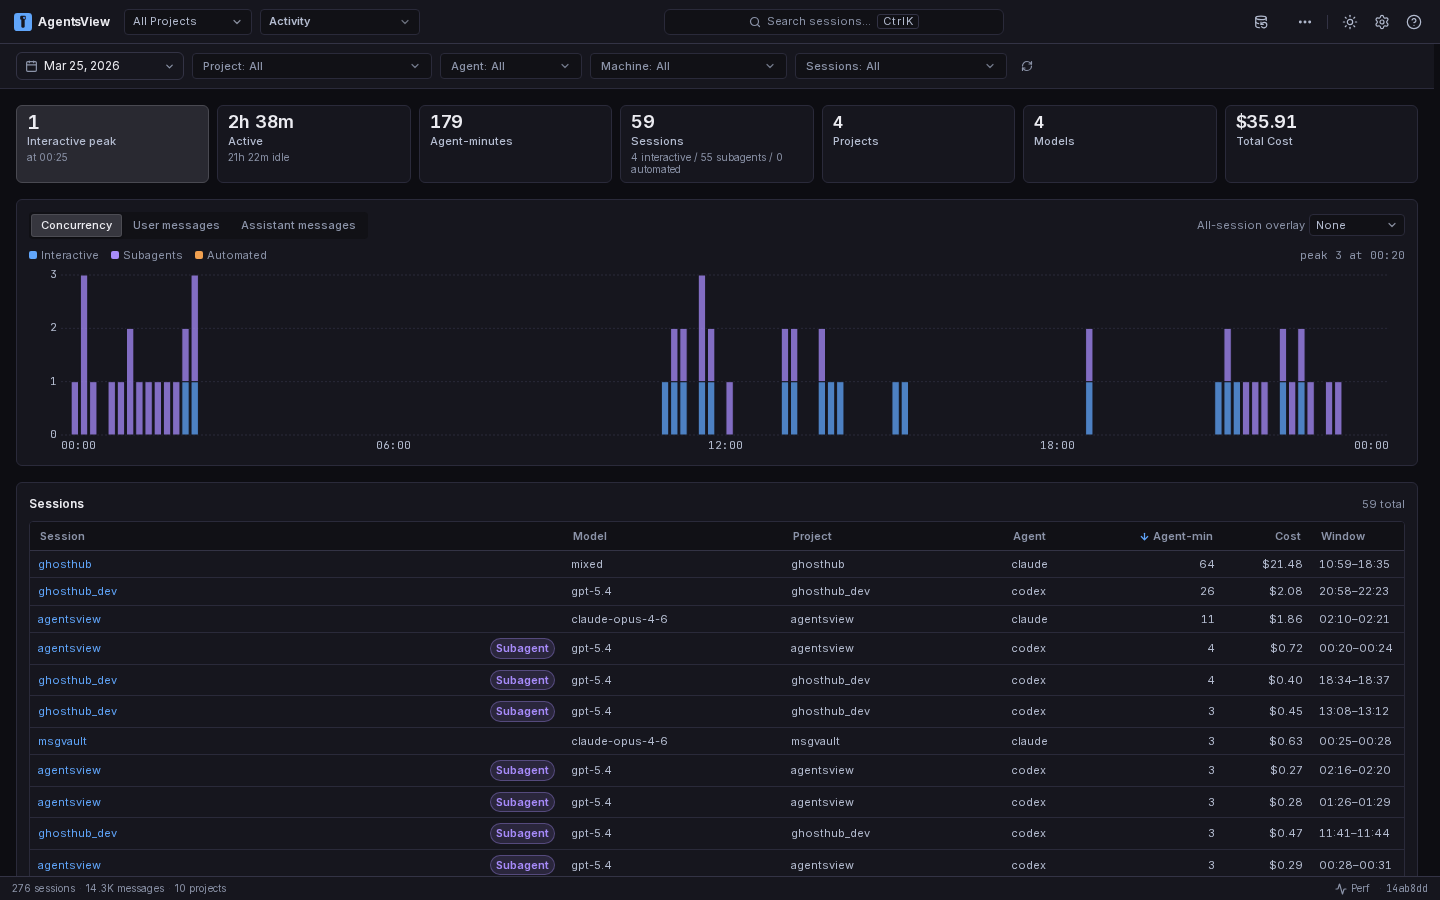 AgentsView
All Projects
Activity
Search sessions... CtrlK
Mar 25, 2026
Project: All
Agent: All
Machine: All
Sessions: All
1
Interactive peak
at 00:25
2h 38m
Active
21h 22m idle
179
Agent-minutes
59
Sessions
4 interactive / 55 subagents / 0
automated
4
Projects
4
Models
$35.91
Total Cost
Concurrency User messages Assistant messages
All-session overlay None
Interactive Subagents Automated
peak 3 at 00:20
3
2
1
0
00:00 06:00 12:00 18:00 00:00
Sessions
59 total
Session Model Project Agent ↓ Agent-min Cost Window
ghosthub mixed ghosthub claude 64 $21.48 10:59–18:35
ghosthub_dev gpt-5.4 ghosthub_dev codex 26 $2.08 20:58–22:23
agentsview claude-opus-4-6 agentsview claude 11 $1.86 02:10–02:21
agentsview Subagent gpt-5.4 agentsview codex 4 $0.72 00:20–00:24
ghosthub_dev Subagent gpt-5.4 ghosthub_dev codex 4 $0.40 18:34–18:37
ghosthub_dev Subagent gpt-5.4 ghosthub_dev codex 3 $0.45 13:08–13:12
msgvault claude-opus-4-6 msgvault claude 3 $0.63 00:25–00:28
agentsview Subagent gpt-5.4 agentsview codex 3 $0.27 02:16–02:20
agentsview Subagent gpt-5.4 agentsview codex 3 $0.28 01:26–01:29
ghosthub_dev Subagent gpt-5.4 ghosthub_dev codex 3 $0.47 11:41–11:44
agentsview Subagent gpt-5.4 agentsview codex 3 $0.29 00:28–00:31
276 sessions 14.3K messages 10 projects
Perf 14ab8dd